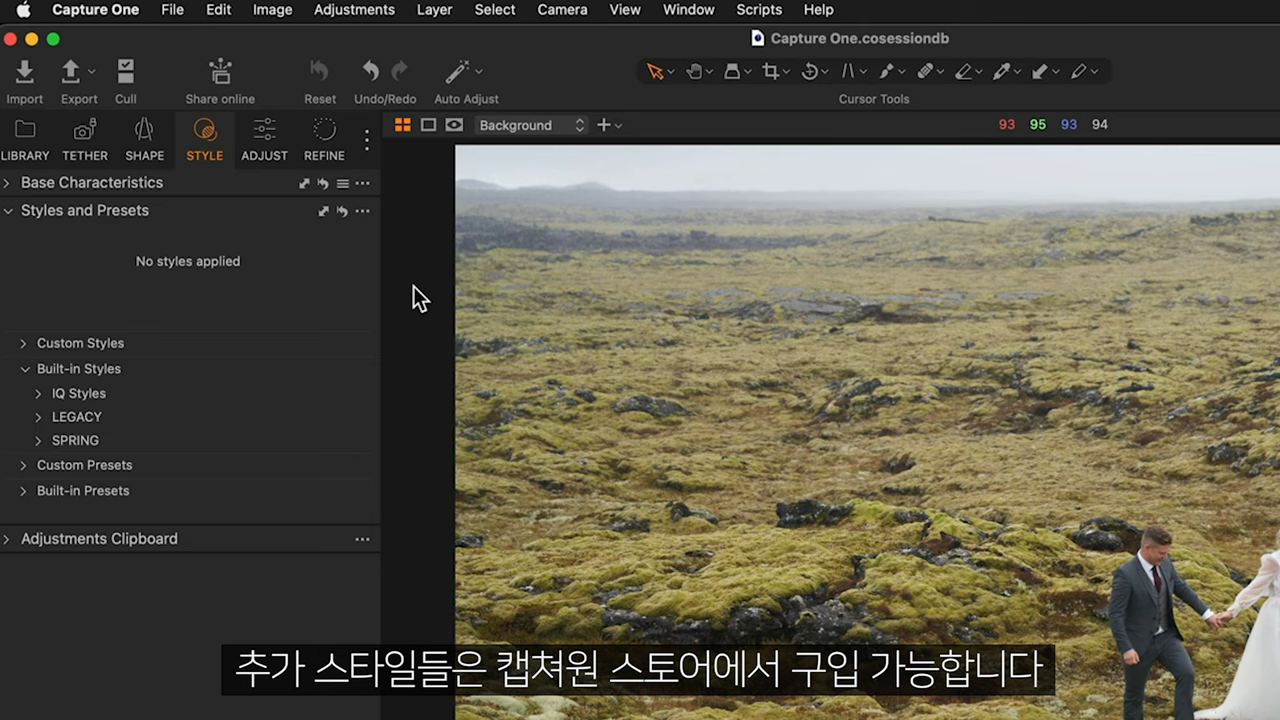 Capture One File Edit Image Adjustments Layer Select Camera View Window Scripts Help
Capture One.cosessiondb
Import Export Cull Share online Reset Undo/Redo Auto Adjust Cursor Tools
LIBRARY TETHER SHAPE STYLE ADJUST REFINE
Background
93 95 93 94
Base Characteristics
Styles and Presets
No styles applied
Custom Styles
Built-in Styles
IQ Styles
LEGACY
SPRING
Custom Presets
Built-in Presets
Adjustments Clipboard
추가 스타일들은 캡쳐원 스토어에서 구입 가능합니다